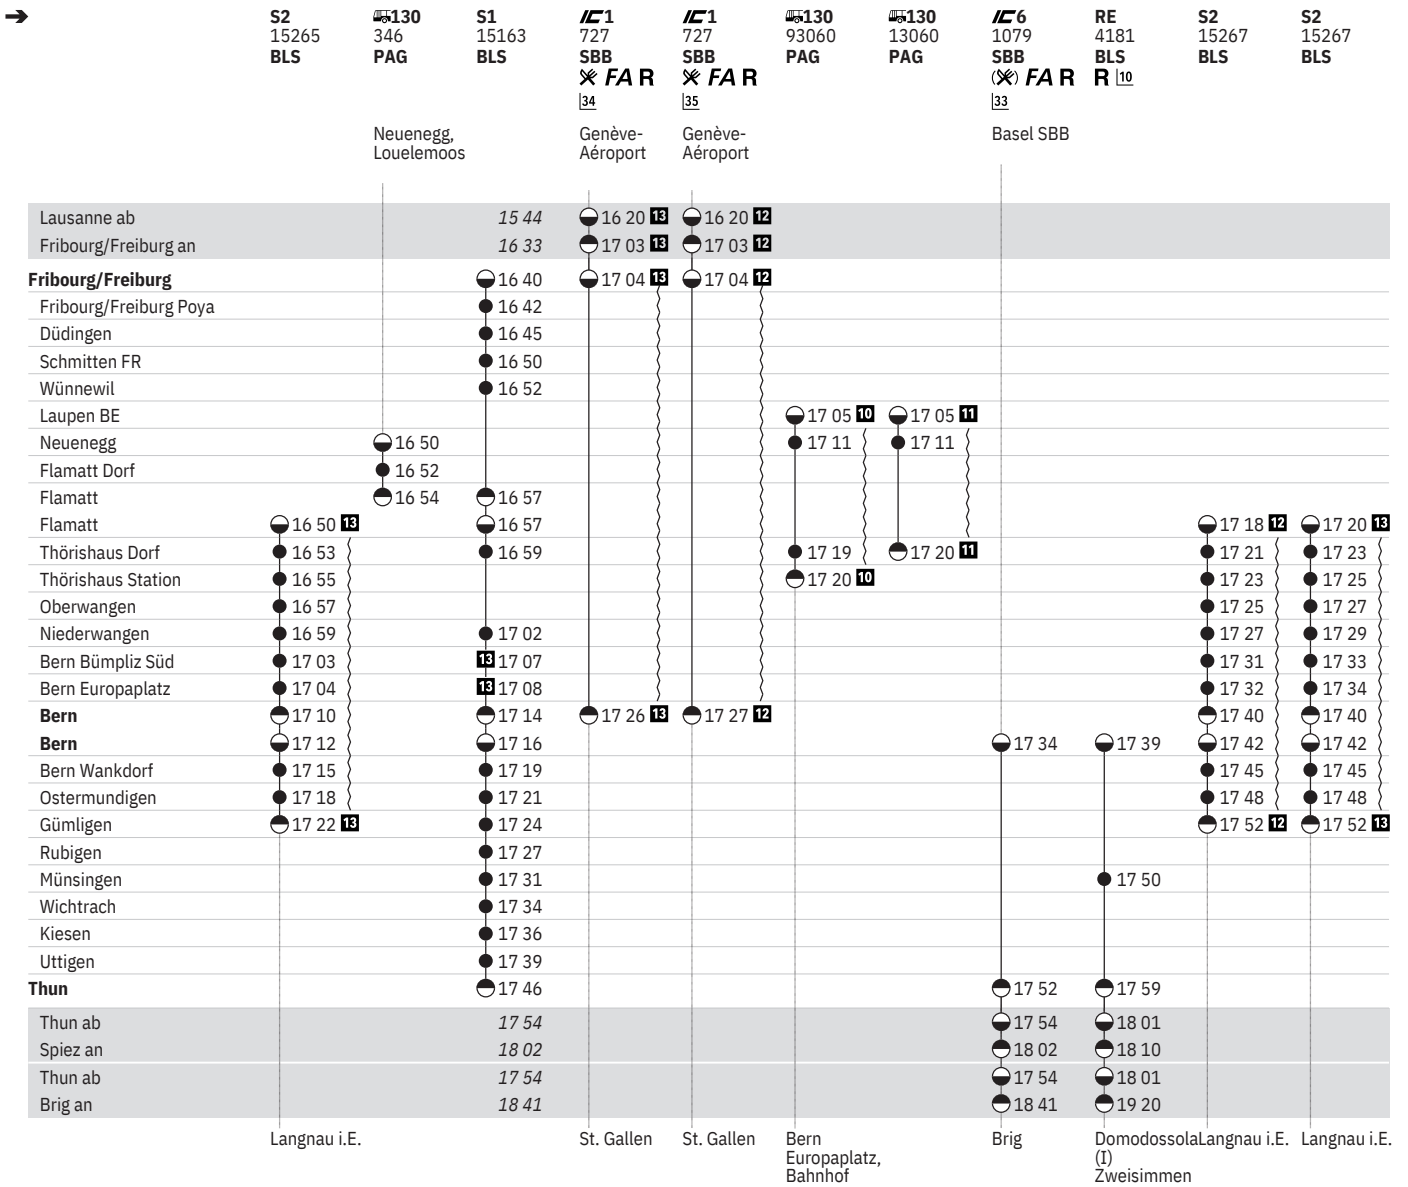 ➔ S2 130 S1 IC1 IC1 130 130 IC6 RE S2 S2
15265 346 15163 727 727 93060 13060 1079 4181 15267 15267
BLS PAG BLS SBB SBB PAG PAG SBB BLS BLS BLS
FA R FA R FA R R 10
34 35 33
Neuenegg, Genève- Genève- Basel SBB
Louelemoos Aéroport Aéroport
Lausanne ab 15 44 16 20 13 16 20 12
Fribourg/Freiburg an 16 33 17 03 13 17 03 12
Fribourg/Freiburg 16 40 17 04 13 17 04 12
Fribourg/Freiburg Poya 16 42
Düdingen 16 45
Schmitten FR 16 50
Wünnewil 16 52
Laupen BE 17 05 10 17 05 11
Neuenegg 16 50 17 11 17 11
Flamatt Dorf 16 52
Flamatt 16 54 16 57
Flamatt 16 50 13 16 57 17 18 12 17 20 13
Thörishaus Dorf 16 53 16 59 17 19 17 20 11 17 21 17 23
Thörishaus Station 16 55 17 20 10 17 23 17 25
Oberwangen 16 57 17 25 17 27
Niederwangen 16 59 17 02 17 27 17 29
Bern Bümpliz Süd 17 03 13 17 07 17 31 17 33
Bern Europaplatz 17 04 13 17 08 17 32 17 34
Bern 17 10 17 14 17 26 13 17 27 12 17 40 17 40
Bern 17 12 17 16 17 34 17 39 17 42 17 42
Bern Wankdorf 17 15 17 19 17 45 17 45
Ostermundigen 17 18 17 21 17 48 17 48
Gümligen 17 22 13 17 24 17 52 12 17 52 13
Rubigen 17 27
Münsingen 17 31 17 50
Wichtrach 17 34
Kiesen 17 36
Uttigen 17 39
Thun 17 46 17 52 17 59
Thun ab 17 54 17 54 18 01
Spiez an 18 02 18 02 18 10
Thun ab 17 54 17 54 18 01
Brig an 18 41 18 41 19 20
Langnau i.E. St. Gallen St. Gallen Bern Brig Domodossola Langnau i.E. Langnau i.E.
Europaplatz, (I)
Bahnhof Zweisimmen